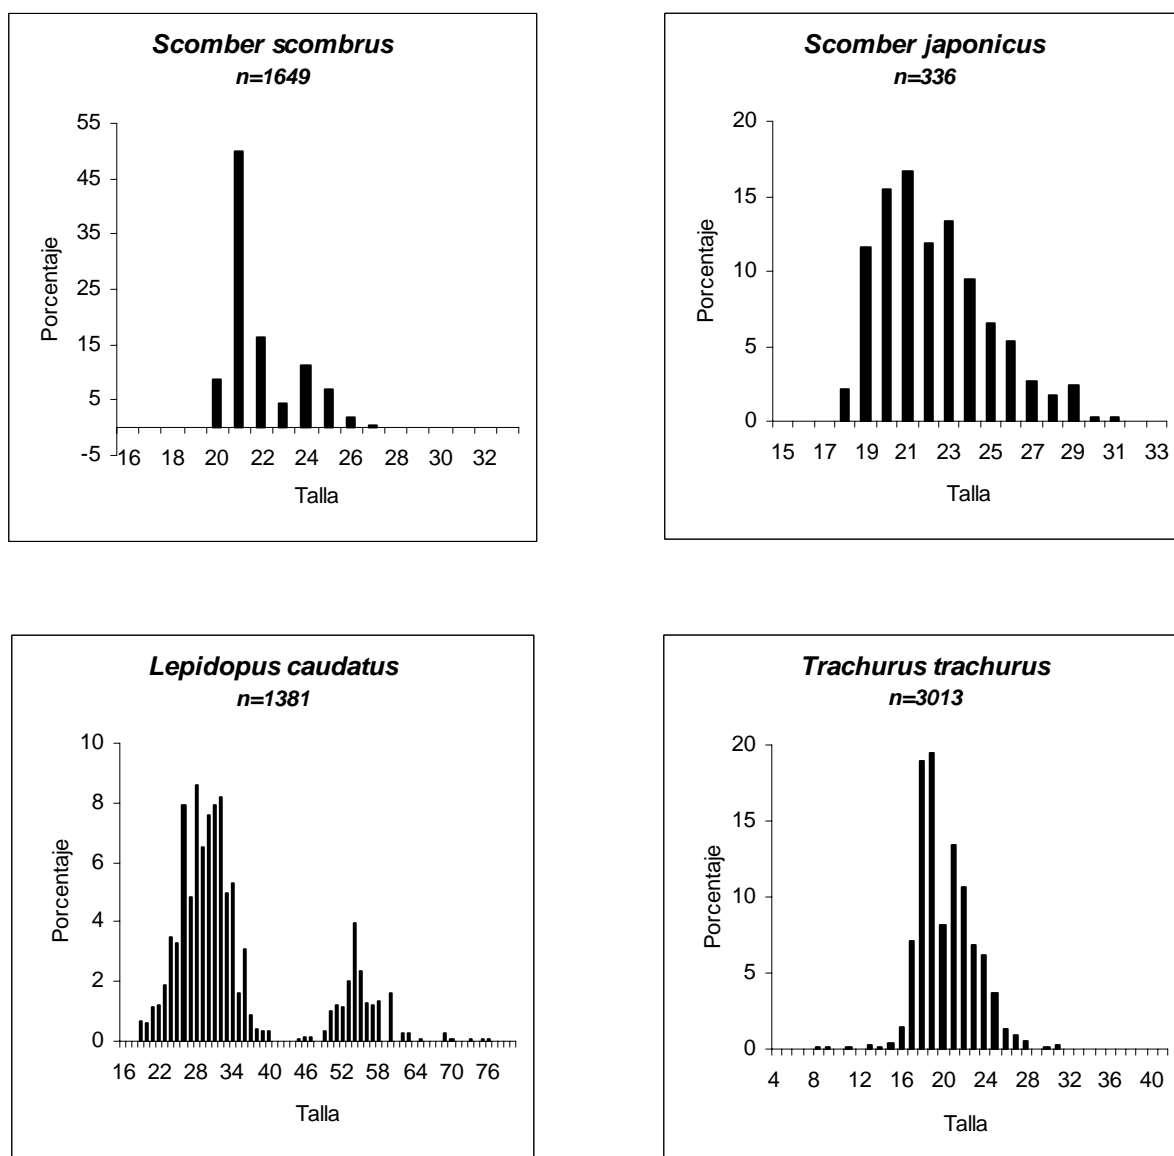 Scomber scombrus
n=1649
55
45
35
25
15
5
-5
Porcentaje
16 18 20 22 24 26 28 30 32
Talla
Scomber japonicus
n=336
20
15
10
5
0
Porcentaje
15 17 19 21 23 25 27 29 31 33
Talla
Lepidopus caudatus
n=1381
10
8
6
4
2
0
Porcentaje
16 22 28 34 40 46 52 58 64 70 76
Talla
Trachurus trachurus
n=3013
20
15
10
5
0
Porcentaje
4 8 12 16 20 24 28 32 36 40
Talla